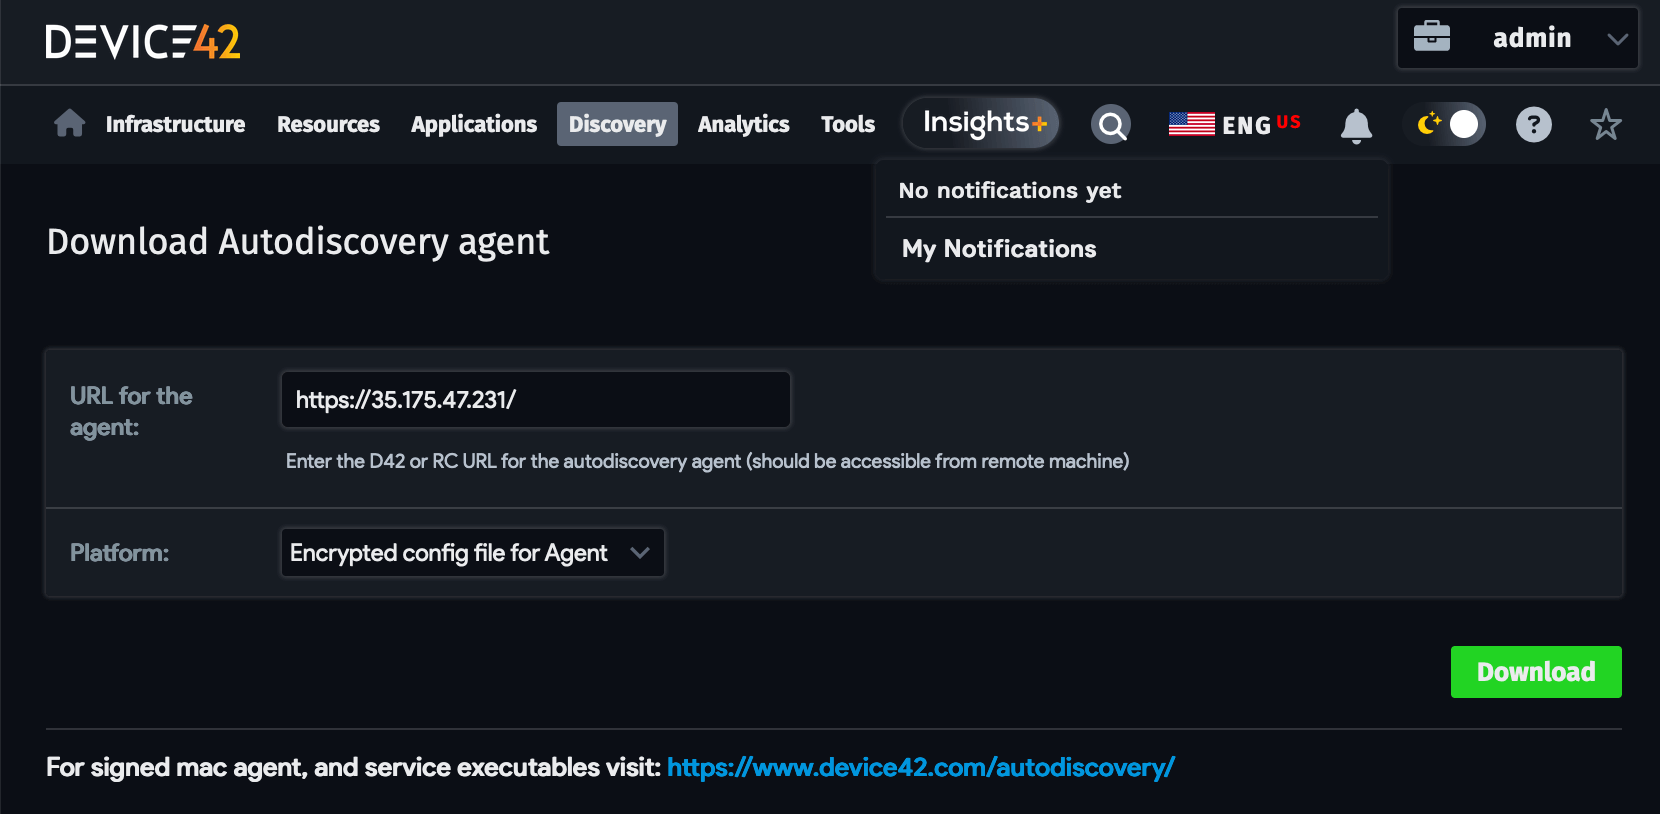 DEVICE42
admin
Infrastructure Resources Applications Discovery Analytics Tools Insights+ ENG US ?
No notifications yet
My Notifications
Download Autodiscovery agent
URL for the
agent:
https://35.175.47.231/
Enter the D42 or RC URL for the autodiscovery agent (should be accessible from remote machine)
Platform:
Encrypted config file for Agent
Download
For signed mac agent, and service executables visit: https://www.device42.com/autodiscovery/